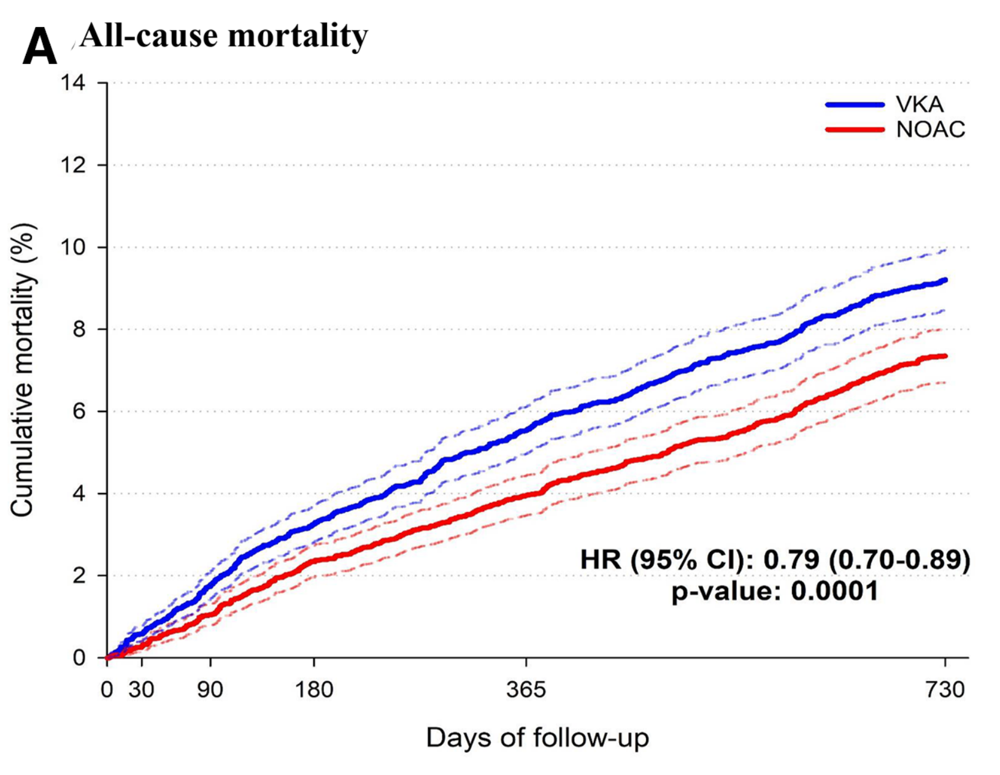 A All-cause mortality
14
VKA
NOAC
12
10
8
6
4
2
0
Cumulative mortality (%)
HR (95% CI): 0.79 (0.70-0.89)
p-value: 0.0001
0 30 90 180 365 730
Days of follow-up